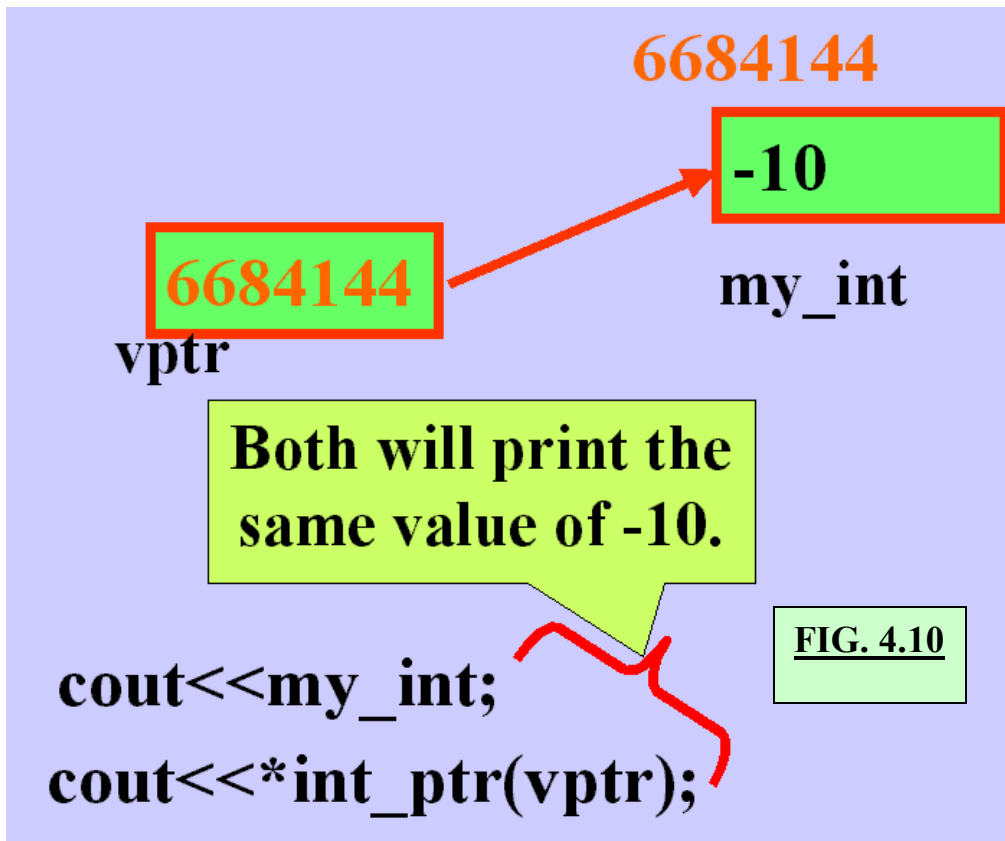 6684144
-10
6684144
my_int
vptr
Both will print the
same value of -10.
FIG. 4.10
cout<<my_int;
cout<<*int_ptr(vptr);